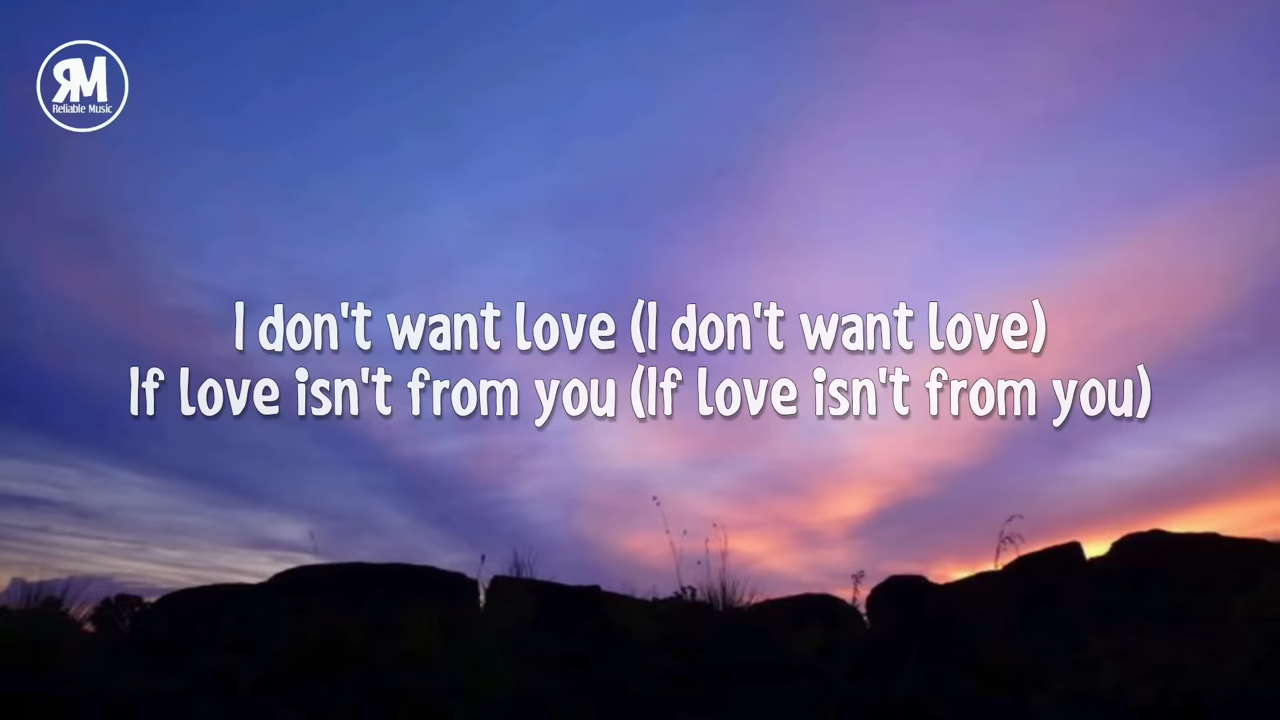 RM
Reliable Music
I don't want love (I don't want love)
If love isn't from you (If love isn't from you)